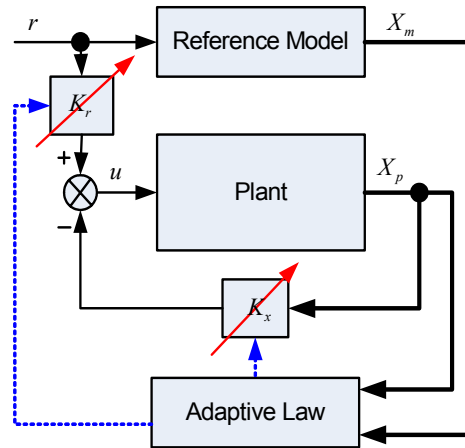 r
Reference Model
X_m
K_r
+
u
Plant
X_p
−
K_x
Adaptive Law